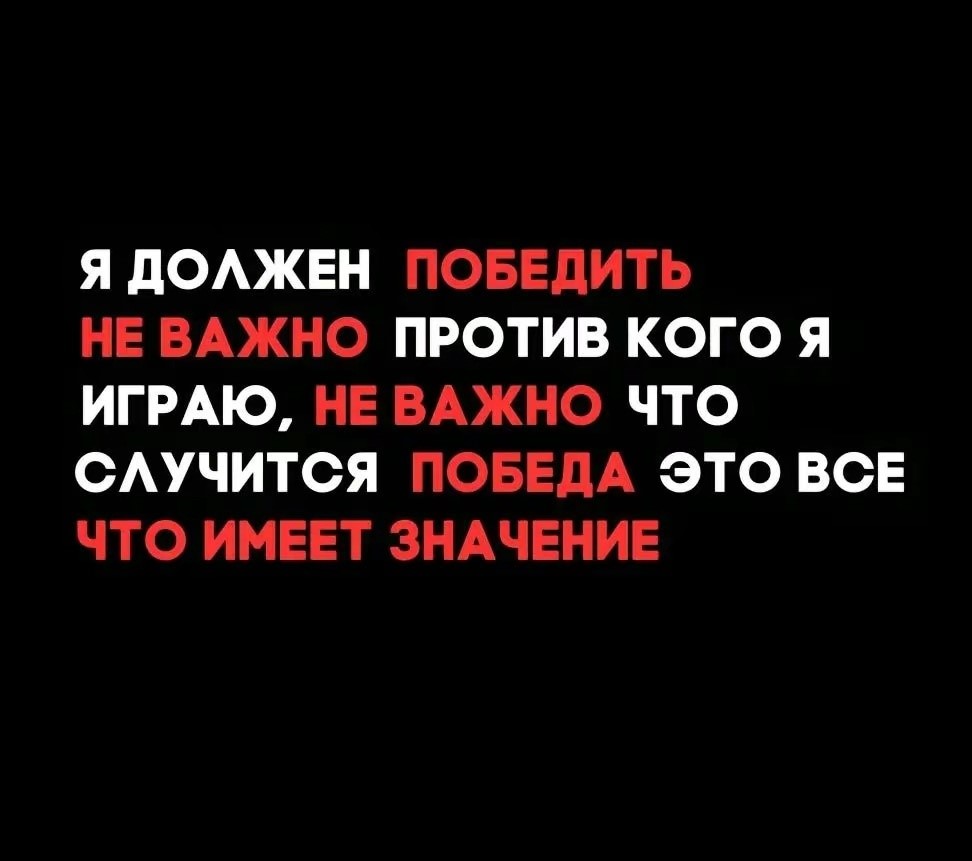 Я ДОЛЖЕН ПОБЕДИТЬ
НЕ ВАЖНО ПРОТИВ КОГО Я
ИГРАЮ, НЕ ВАЖНО ЧТО
СЛУЧИТСЯ ПОБЕДА ЭТО ВСЕ
ЧТО ИМЕЕТ ЗНАЧЕНИЕ